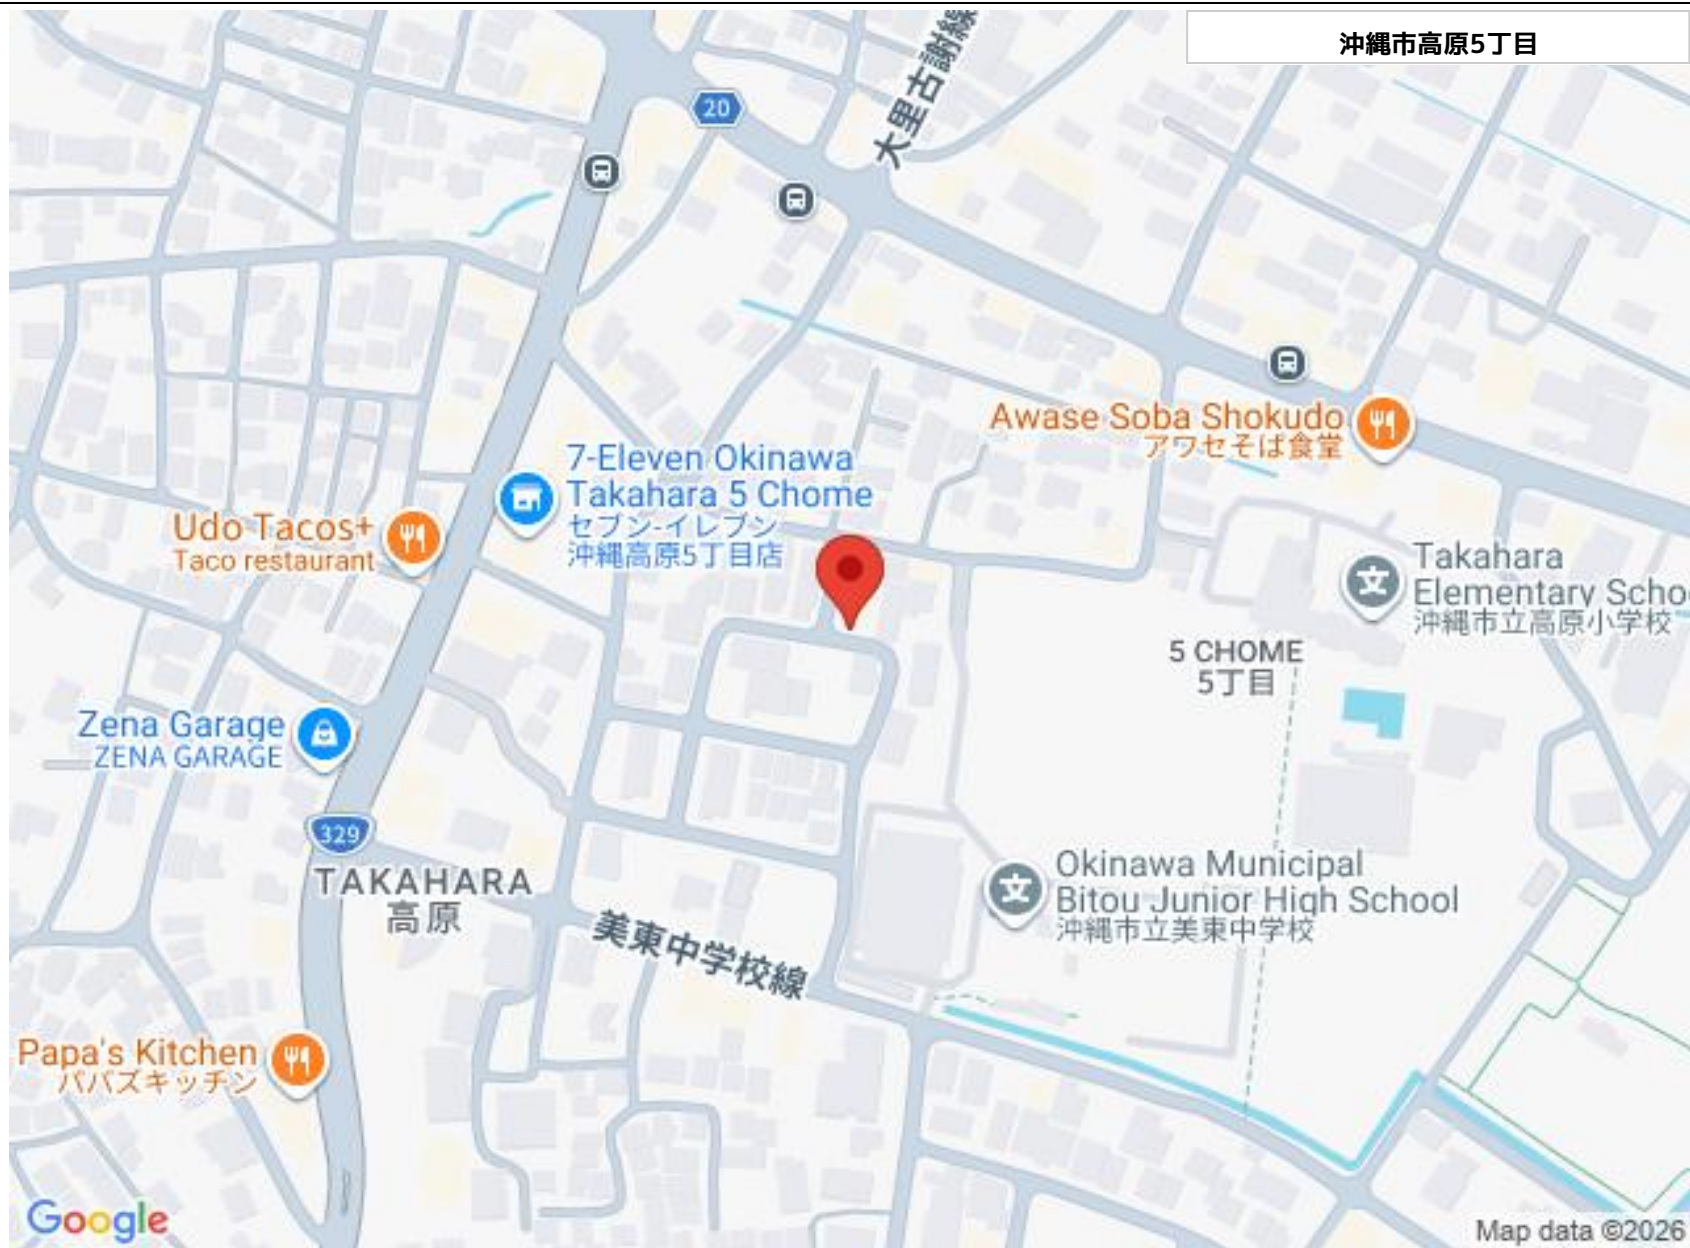 沖縄市高原5丁目
20
大里古謝線
Awase Soba Shokudo
アワセそば食堂
7-Eleven Okinawa
Takahara 5 Chome
セブン-イレブン
沖縄高原5丁目店
Udo Tacos+
Taco restaurant
Takahara
Elementary Schoo
沖縄市立高原小学校
5 CHOME
5丁目
Zena Garage
ZENA GARAGE
329
TAKAHARA
高原
Okinawa Municipal
Bitou Junior High School
沖縄市立美東中学校
美東中学校線
Papa's Kitchen
パパズキッチン
Google
Map data ©2026